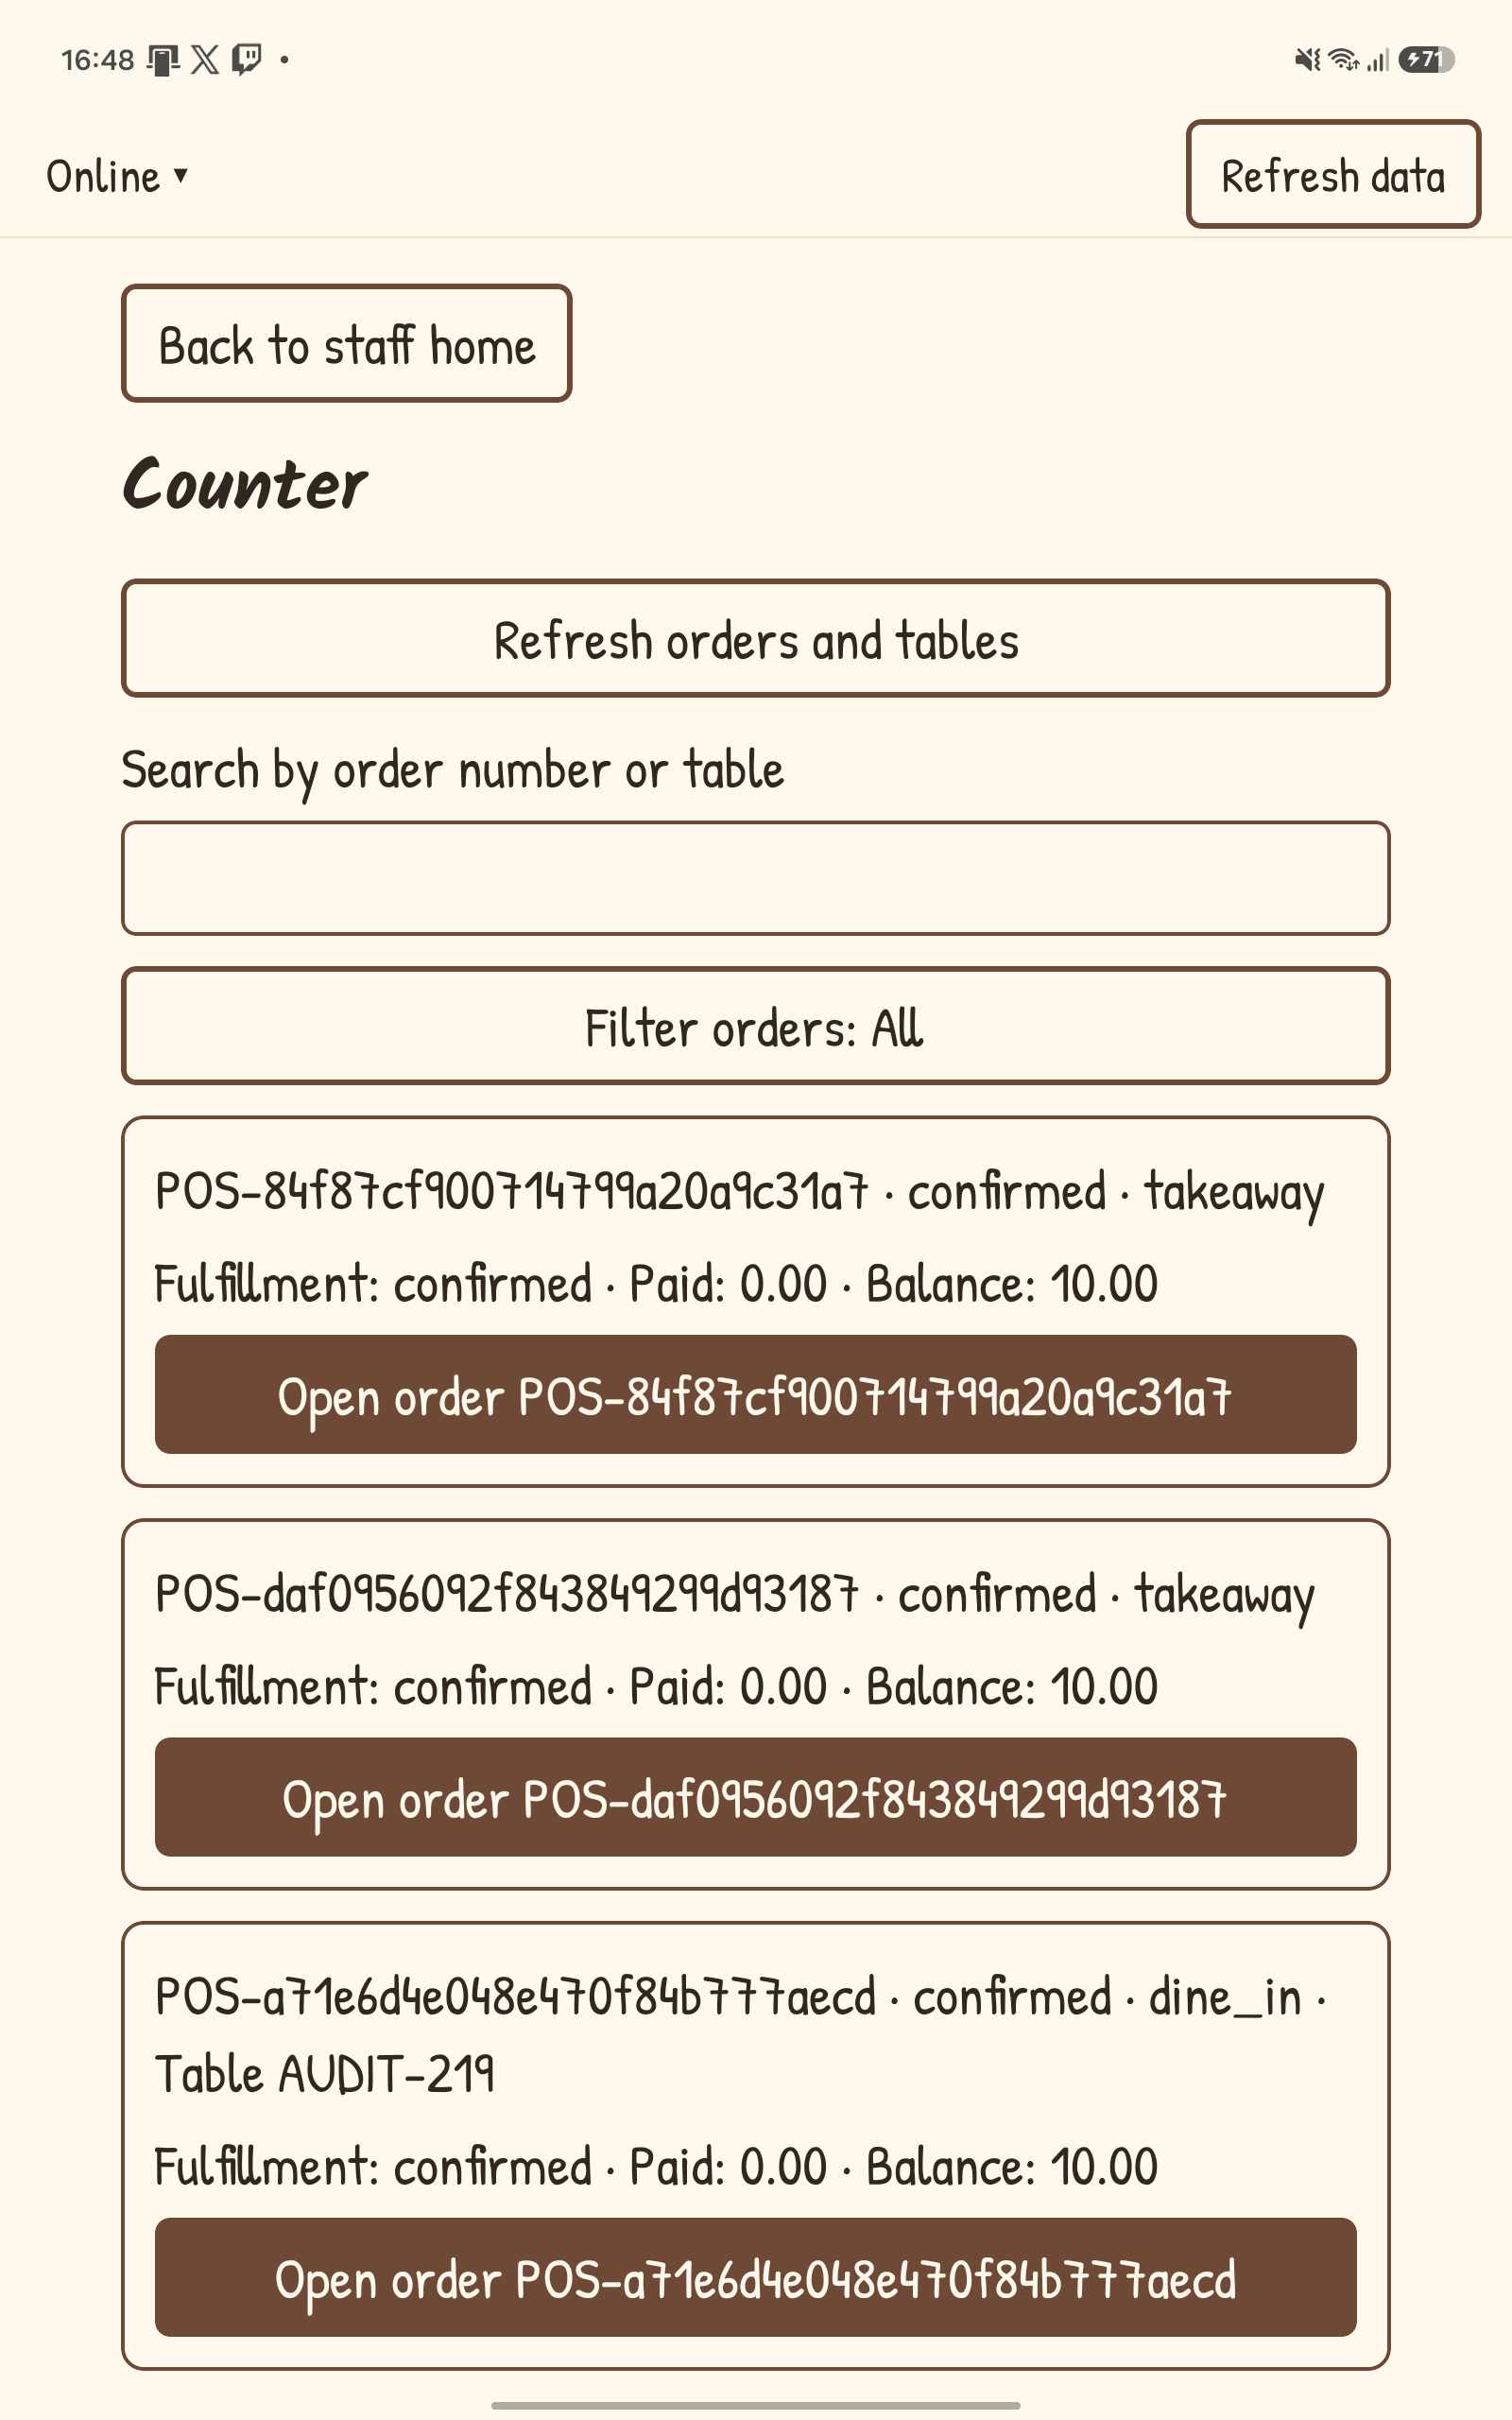 16:48
71
Online ▾
Refresh data
Back to staff home
Counter
Refresh orders and tables
Search by order number or table
Filter orders: All
POS-84f87cf900714799a20a9c31a7 · confirmed · takeaway
Fulfillment: confirmed · Paid: 0.00 · Balance: 10.00
Open order POS-84f87cf900714799a20a9c31a7
POS-daf0956092f843849299d93187 · confirmed · takeaway
Fulfillment: confirmed · Paid: 0.00 · Balance: 10.00
Open order POS-daf0956092f843849299d93187
POS-a71e6d4e048e470f84b777aecd · confirmed · dine_in ·
Table AUDIT-219
Fulfillment: confirmed · Paid: 0.00 · Balance: 10.00
Open order POS-a71e6d4e048e470f84b777aecd